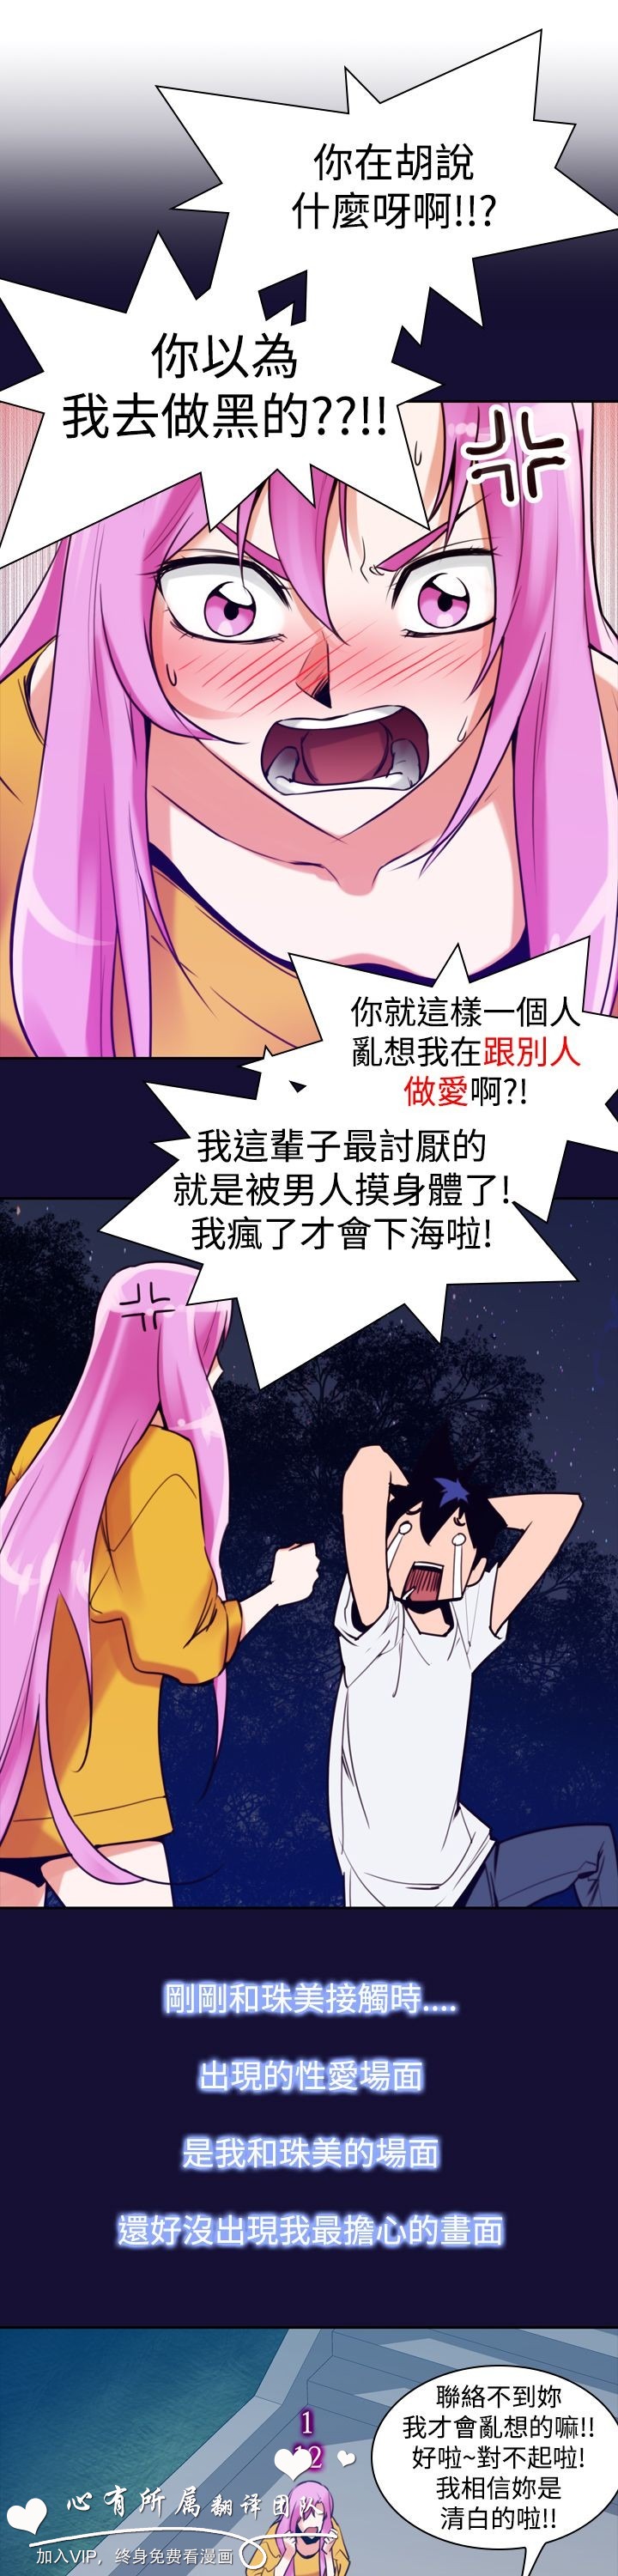 你在胡說
什麼呀啊!!?
你以為
我去做黑的??!!
你就這樣一個人
亂想我在跟別人
做愛啊?!
我這輩子最討厭的
就是被男人摸身體了!
我瘋了才會下海啦!
剛剛和珠美接觸時....
出現的性愛場面
是我和珠美的場面
還好沒出現我最擔心的畫面
聯絡不到妳
我才會亂想的嘛!!
好啦~對不起啦!
我相信妳是
清白的啦!!
1
12
心有所属翻译团队
加入VIP，终身免费看漫画